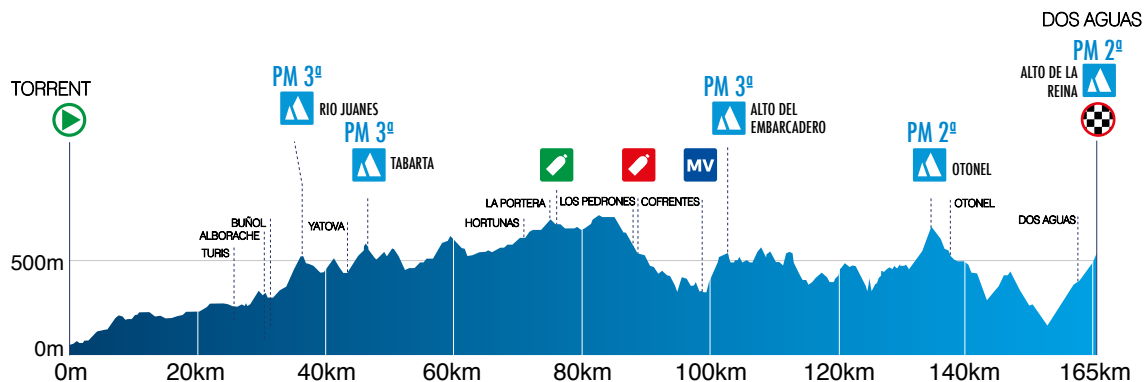 DOS AGUAS
PM 2ª
ALTO DE LA
REINA
TORRENT
PM 3ª
RIO JUANES
PM 3ª
TABARTA
PM 3ª
ALTO DEL
EMBARCADERO
PM 2ª
OTONEL
MV
BUÑOL
ALBORACHE
TURIS
YATOVA
HORTUNAS
LA PORTERA
LOS PEDRONES
COFRENTES
OTONEL
DOS AGUAS
500m
0m
0m
20km
40km
60km
80km
100km
120km
140km
165km